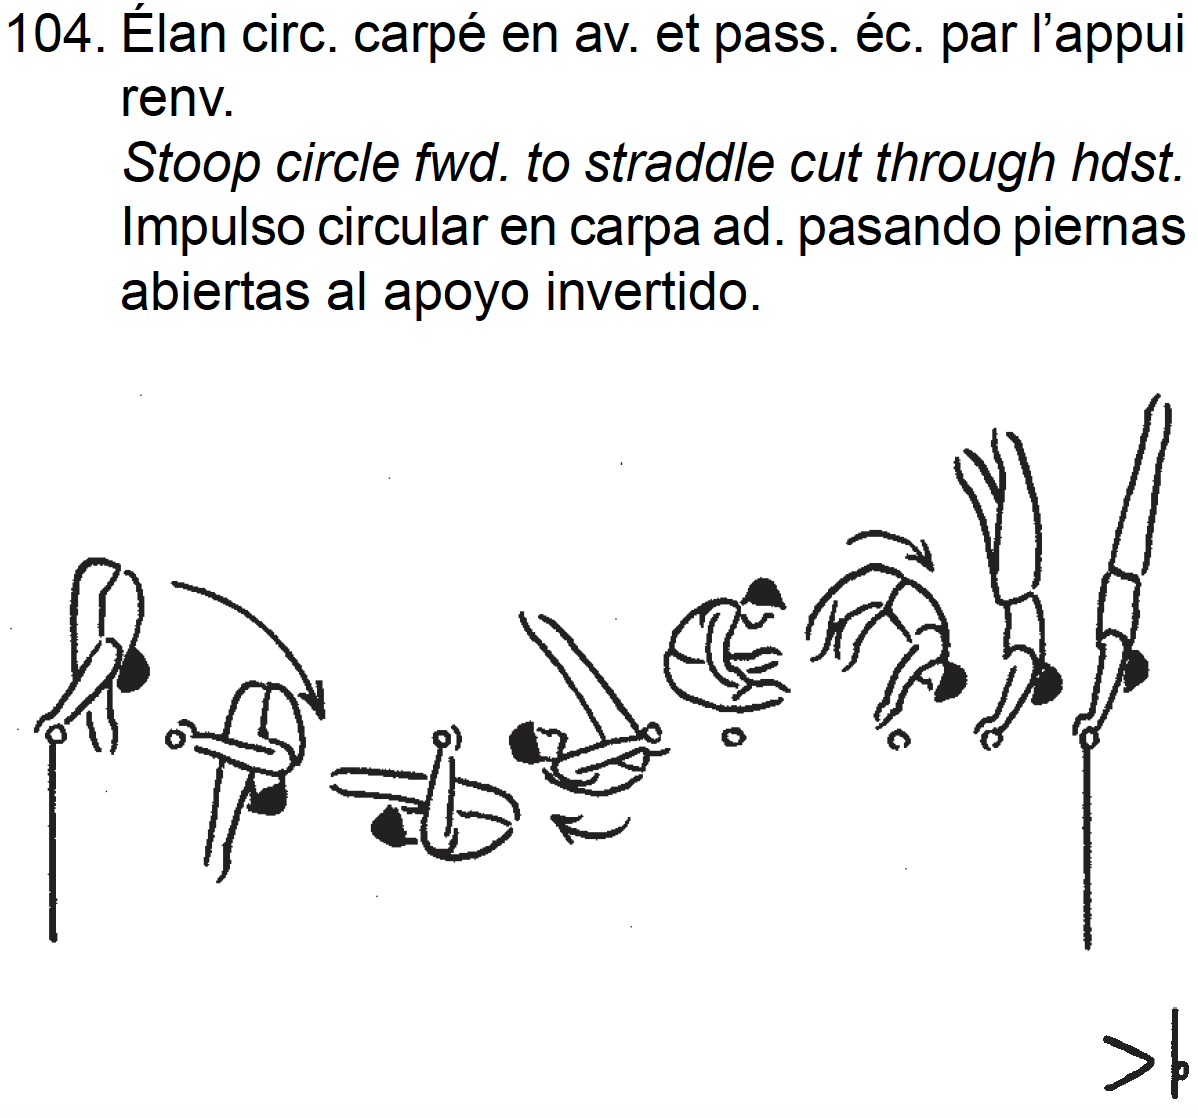 104. Élan circ. carpé en av. et pass. éc. par l’appui
renv.
Stoop circle fwd. to straddle cut through hdst.
Impulso circular en carpa ad. pasando piernas
abiertas al apoyo invertido.